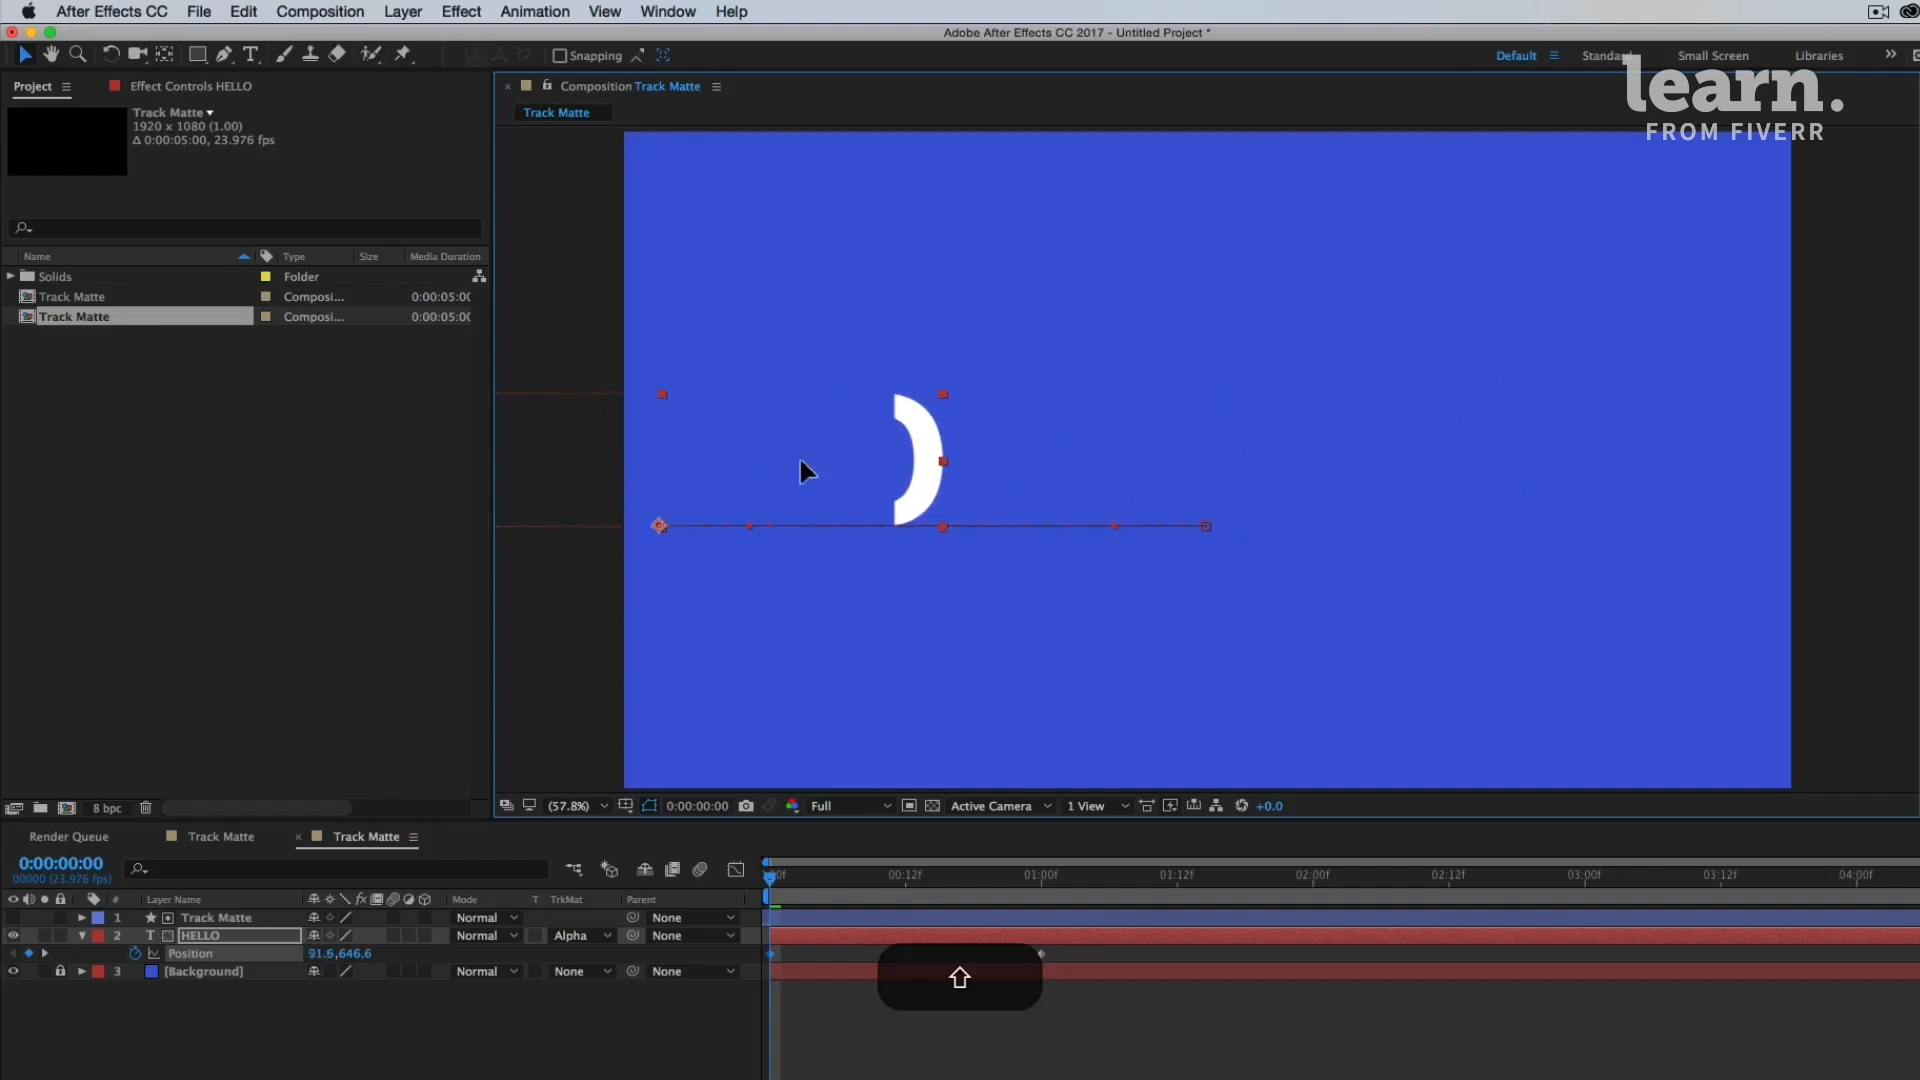 After Effects CC File Edit Composition Layer Effect Animation View Window Help
Adobe After Effects CC 2017 - Untitled Project *
Snapping
Default Standard Small Screen Libraries
learn.
FROM FIVERR
Project Effect Controls HELLO
Composition Track Matte
Track Matte
1920 x 1080 (1.00)
Δ 0:00:05:00, 23.976 fps
Track Matte
Name Type Size Media Duration
Solids Folder
Track Matte Composi... 0:00:05:00
Track Matte Composi... 0:00:05:00
8 bpc
(57.8%) 0:00:00:00 Full Active Camera 1 View +0.0
Render Queue Track Matte Track Matte
0:00:00:00
00000 (23.976 fps)
00:12f 01:00f 01:12f 02:00f 02:12f 03:00f 03:12f 04:00f
# Layer Name fx Mode T TrkMat Parent
1 Track Matte Normal None
2 T HELLO Normal Alpha None
Position 91.6,646.6
3 [Background] Normal None None